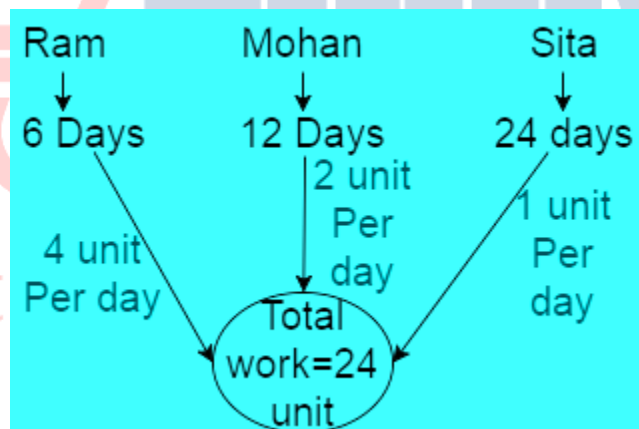 Ram
Mohan
Sita
6 Days
12 Days
24 days
4 unit
Per day
2 unit
Per
day
1 unit
Per
day
Total
work=24
unit